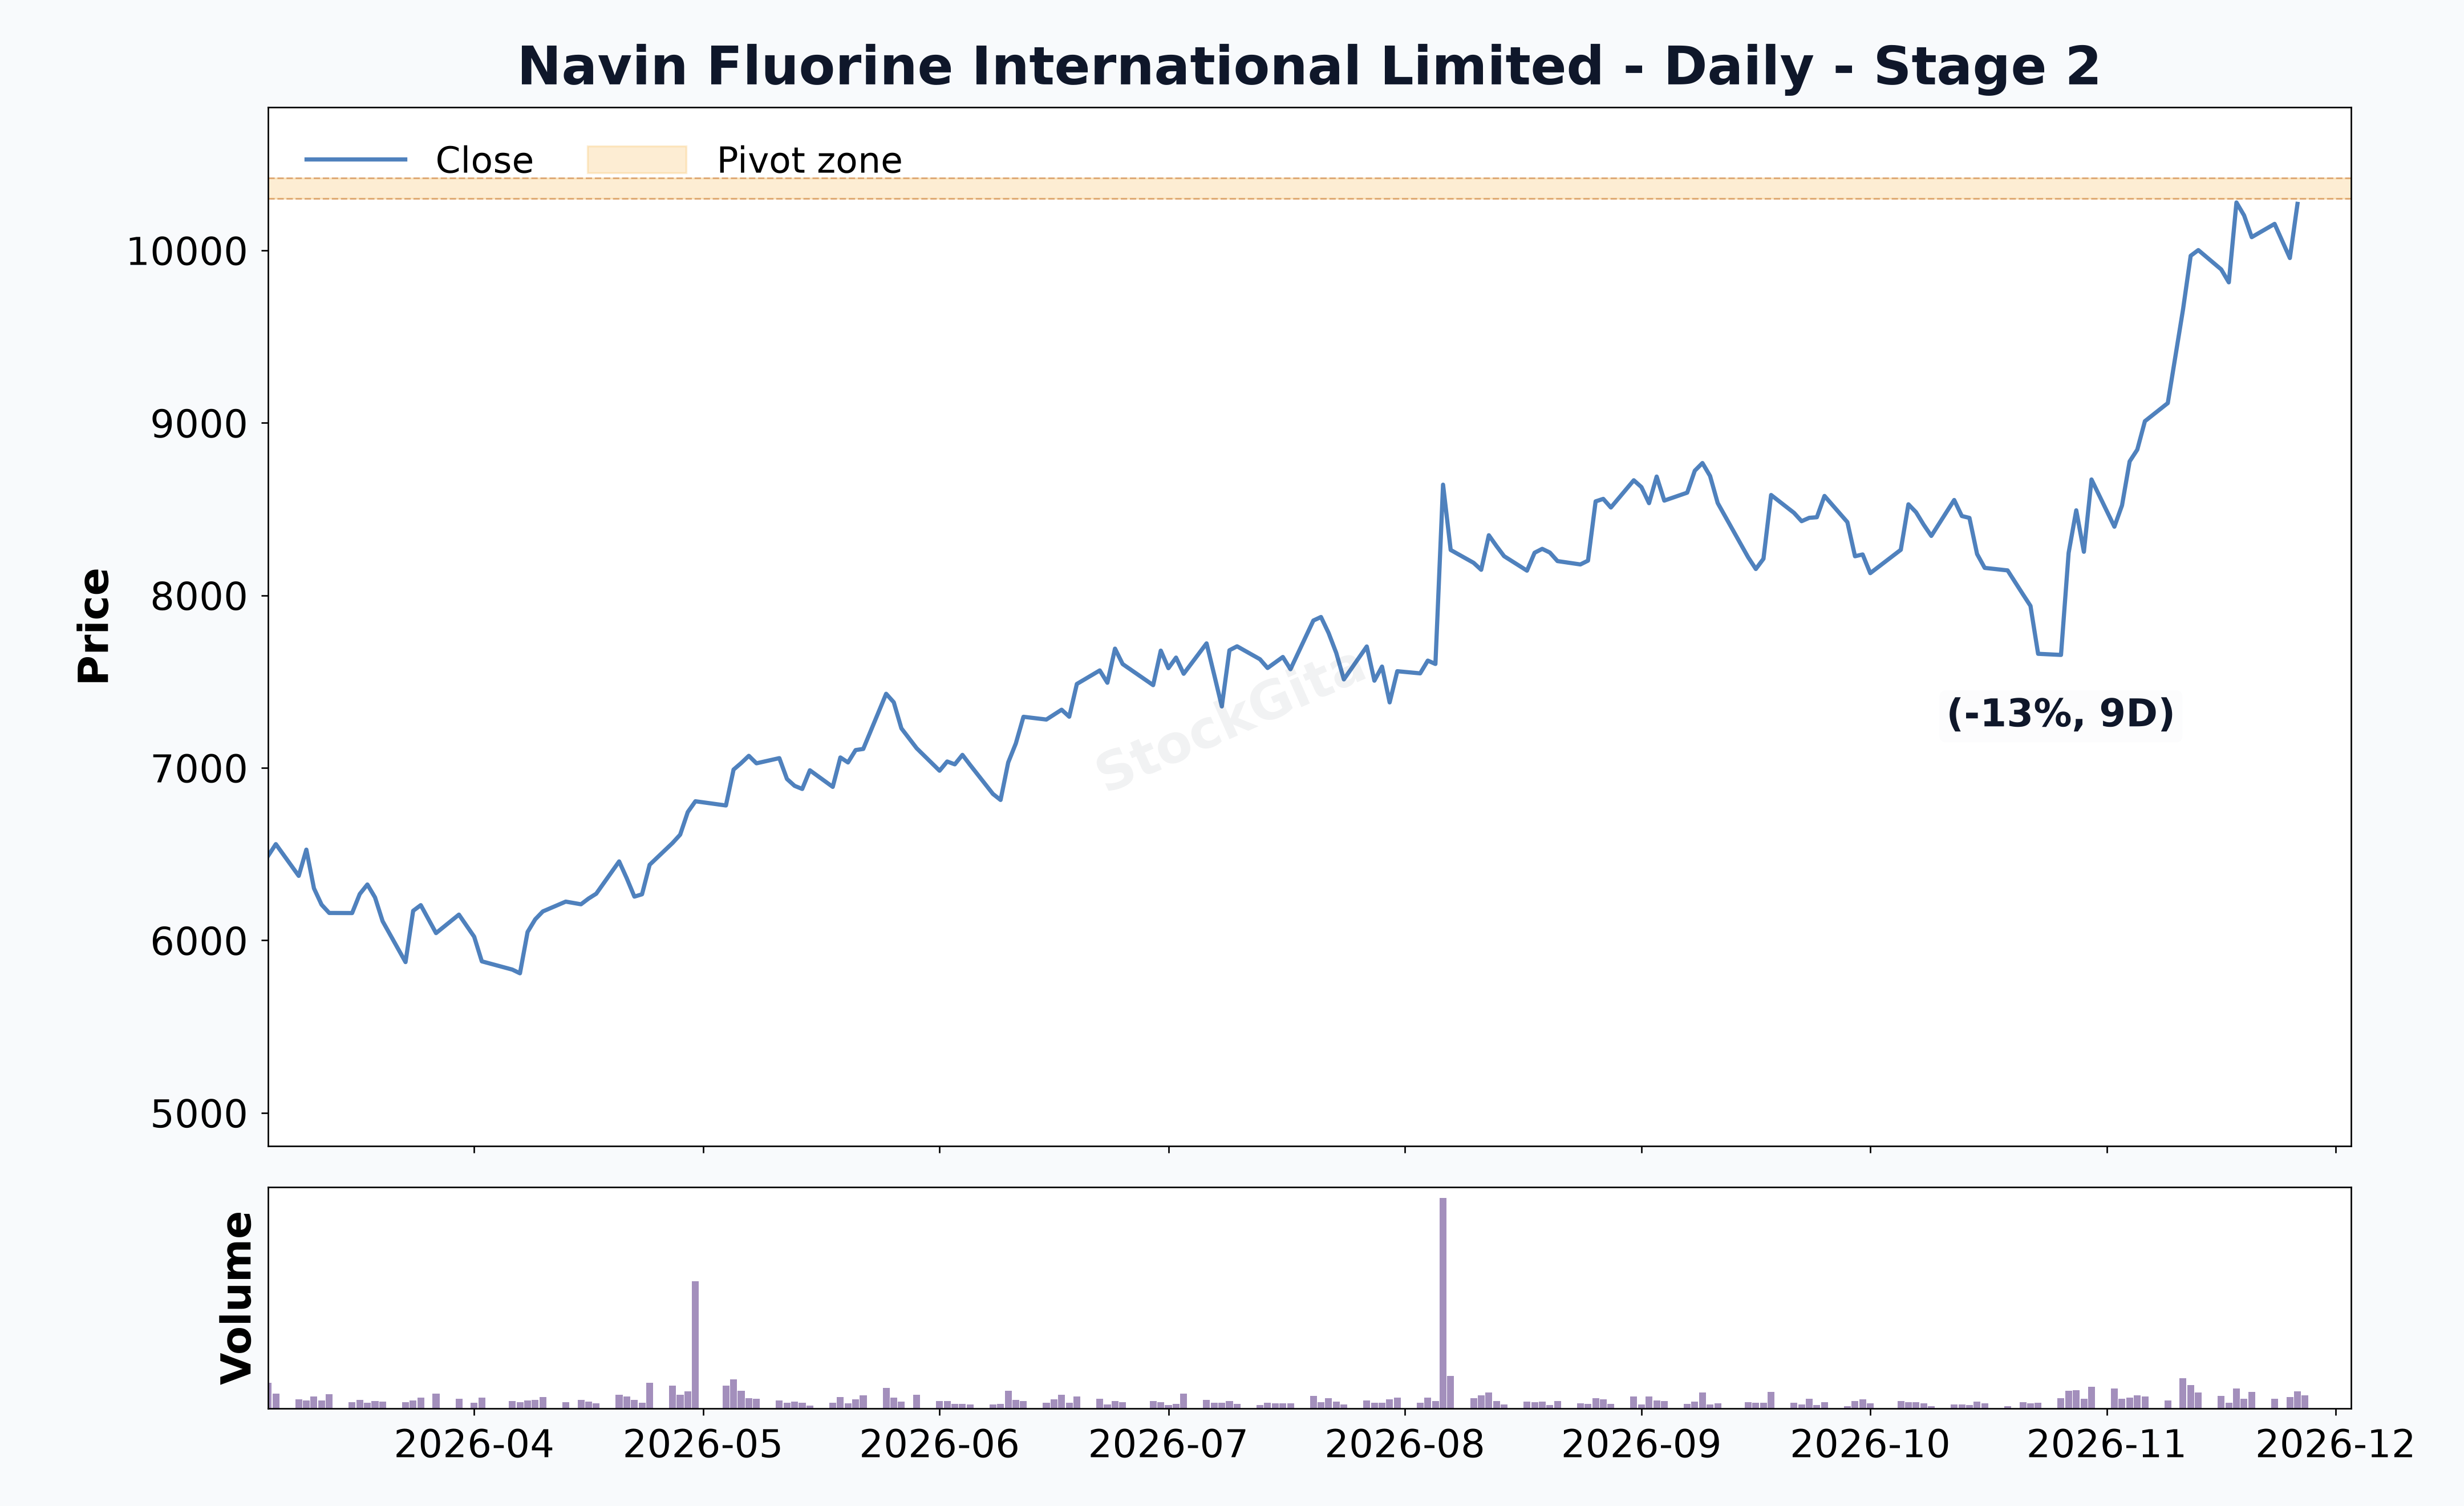 Navin Fluorine International Limited - Daily - Stage 2
Close
Pivot zone
10000
9000
8000
7000
6000
5000
Price
(-13%, 9D)
StockGita
Volume
2026-04
2026-05
2026-06
2026-07
2026-08
2026-09
2026-10
2026-11
2026-12